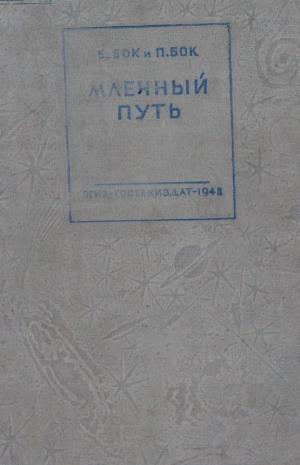 Б. БОК и П. БОК
МЛЕЧНЫЙ
ПУТЬ
ОГИЗ-ГОСТЕХИЗДАТ-1948